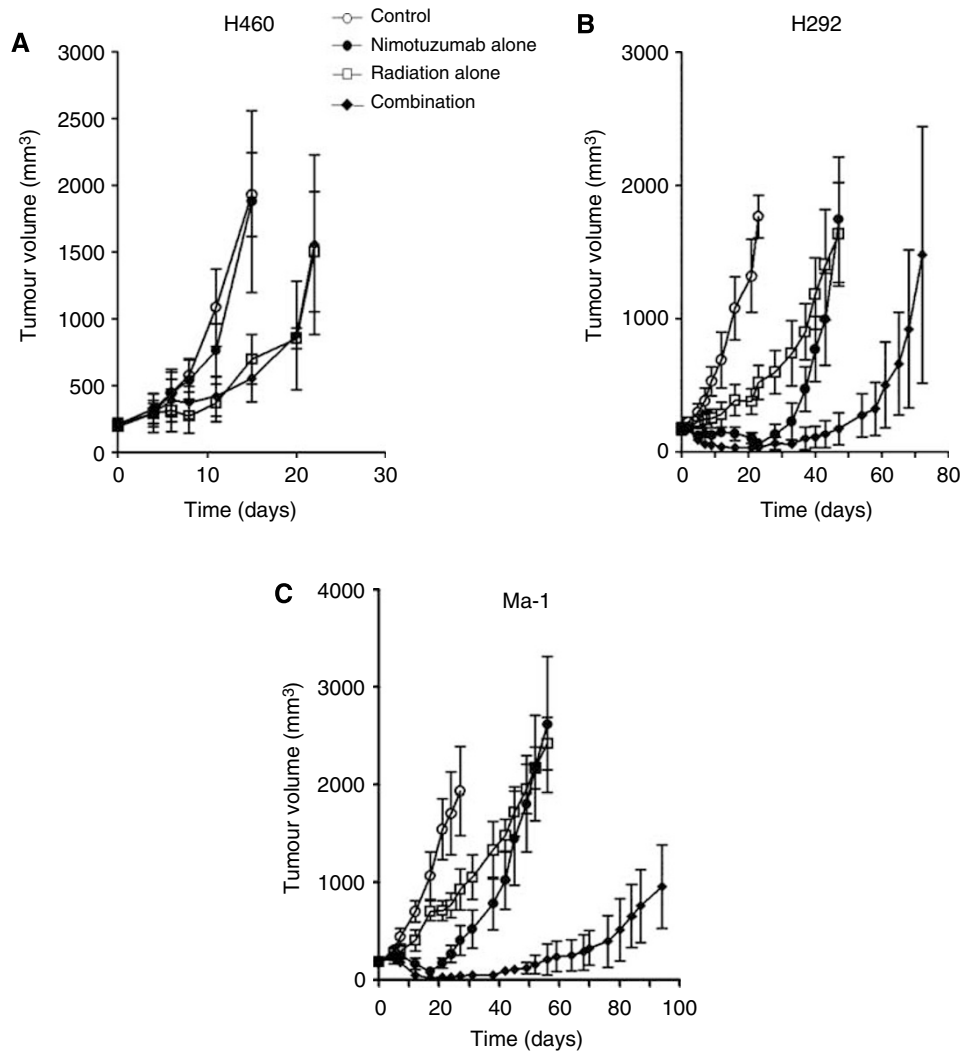 A
H460
Control
Nimotuzumab alone
Radiation alone
Combination
3000
2500
2000
1500
1000
500
0
Tumour volume (mm3)
0 10 20 30
Time (days)
B
H292
3000
2000
1000
0
Tumour volume (mm3)
0 20 40 60 80
Time (days)
C
Ma-1
4000
3000
2000
1000
0
Tumour volume (mm3)
0 20 40 60 80 100
Time (days)